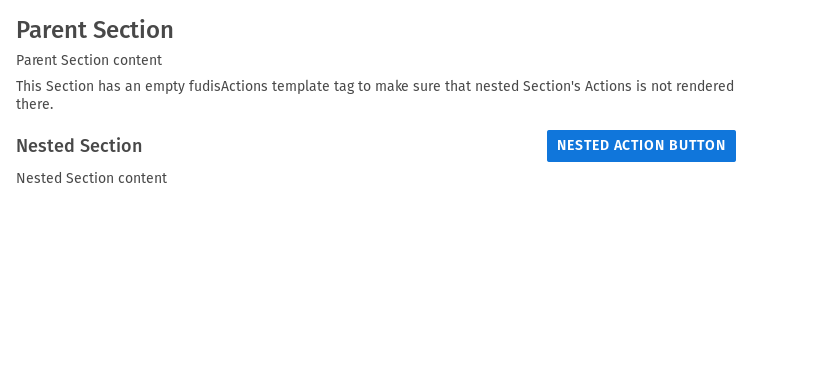 Parent Section
Parent Section content
This Section has an empty fudisActions template tag to make sure that nested Section's Actions is not rendered
there.
Nested Section
NESTED ACTION BUTTON
Nested Section content